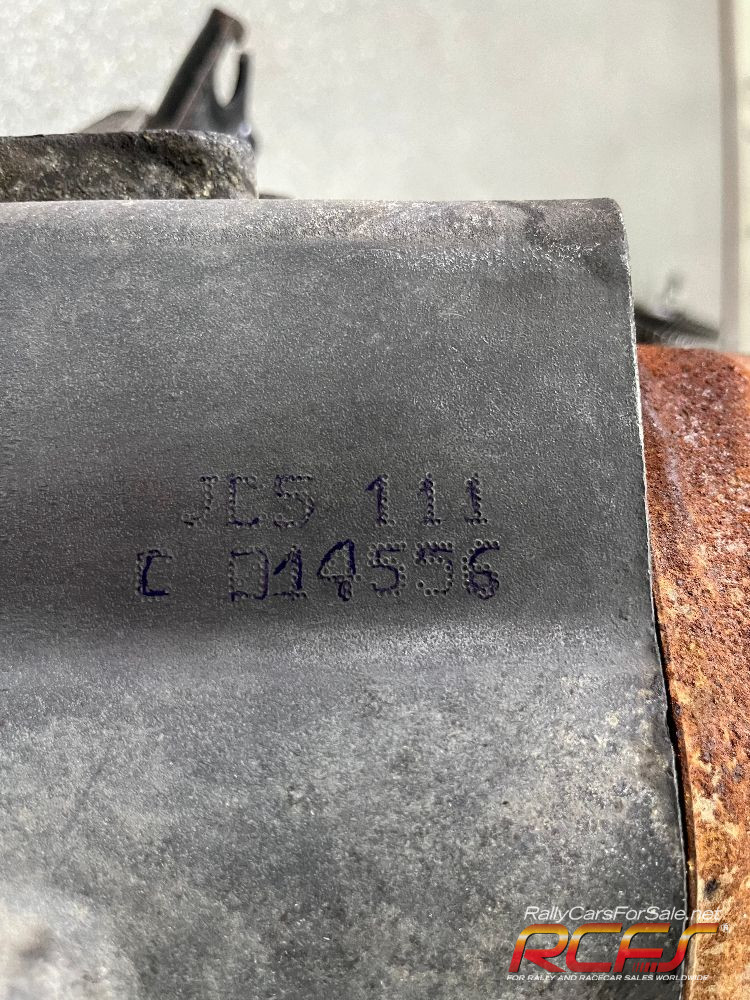 JC5 111
C 014556
RallyCarsForSale.net
RCFS
FOR RALLY AND RACECAR SALES WORLDWIDE